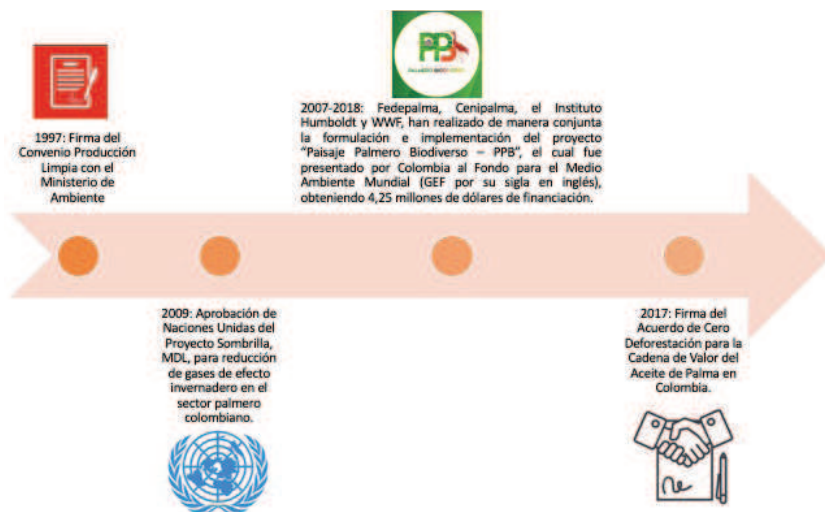 1997: Firma del
Convenio Producción
Limpia con el
Ministerio de
Ambiente
PPB
PAISAJE PALMERO BIODIVERSO
2007-2018: Fedepalma, Cenipalma, el Instituto
Humboldt y WWF, han realizado de manera conjunta
la formulación e implementación del proyecto
“Paisaje Palmero Biodiverso – PPB”, el cual fue
presentado por Colombia al Fondo para el Medio
Ambiente Mundial (GEF por su sigla en inglés),
obteniendo 4,25 millones de dólares de financiación.
2009: Aprobación de
Naciones Unidas del
Proyecto Sombrilla,
MDL, para reducción
de gases de efecto
invernadero en el
sector palmero
colombiano.
2017: Firma del
Acuerdo de Cero
Deforestación para la
Cadena de Valor del
Aceite de Palma en
Colombia.